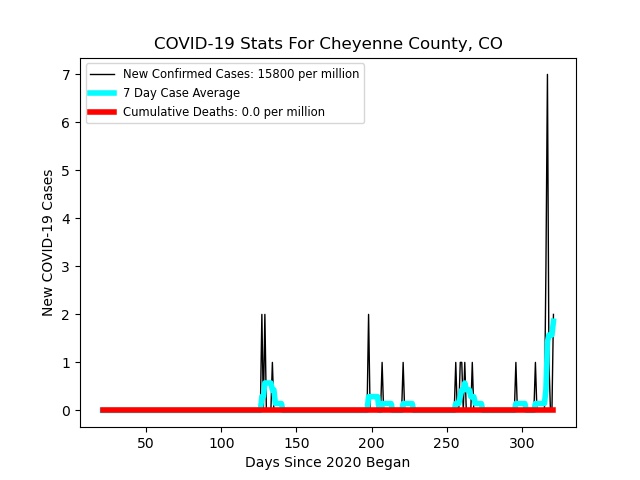 COVID-19 Stats For Cheyenne County, CO
New Confirmed Cases: 15800 per million
7 Day Case Average
Cumulative Deaths: 0.0 per million
New COVID-19 Cases
7
6
5
4
3
2
1
0
50 100 150 200 250 300
Days Since 2020 Began